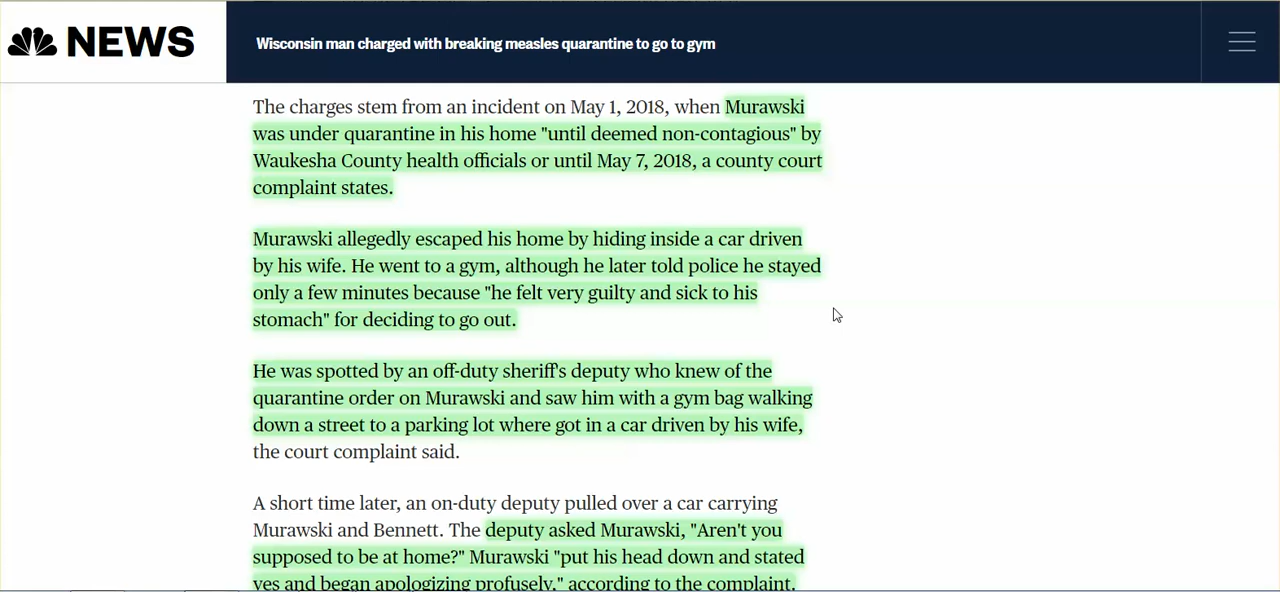 NEWS
Wisconsin man charged with breaking measles quarantine to go to gym
The charges stem from an incident on May 1, 2018, when Murawski
was under quarantine in his home "until deemed non-contagious" by
Waukesha County health officials or until May 7, 2018, a county court
complaint states.
Murawski allegedly escaped his home by hiding inside a car driven
by his wife. He went to a gym, although he later told police he stayed
only a few minutes because "he felt very guilty and sick to his
stomach" for deciding to go out.
He was spotted by an off-duty sheriff's deputy who knew of the
quarantine order on Murawski and saw him with a gym bag walking
down a street to a parking lot where got in a car driven by his wife,
the court complaint said.
A short time later, an on-duty deputy pulled over a car carrying
Murawski and Bennett. The deputy asked Murawski, "Aren't you
supposed to be at home?" Murawski "put his head down and stated
yes and began apologizing profusely," according to the complaint.